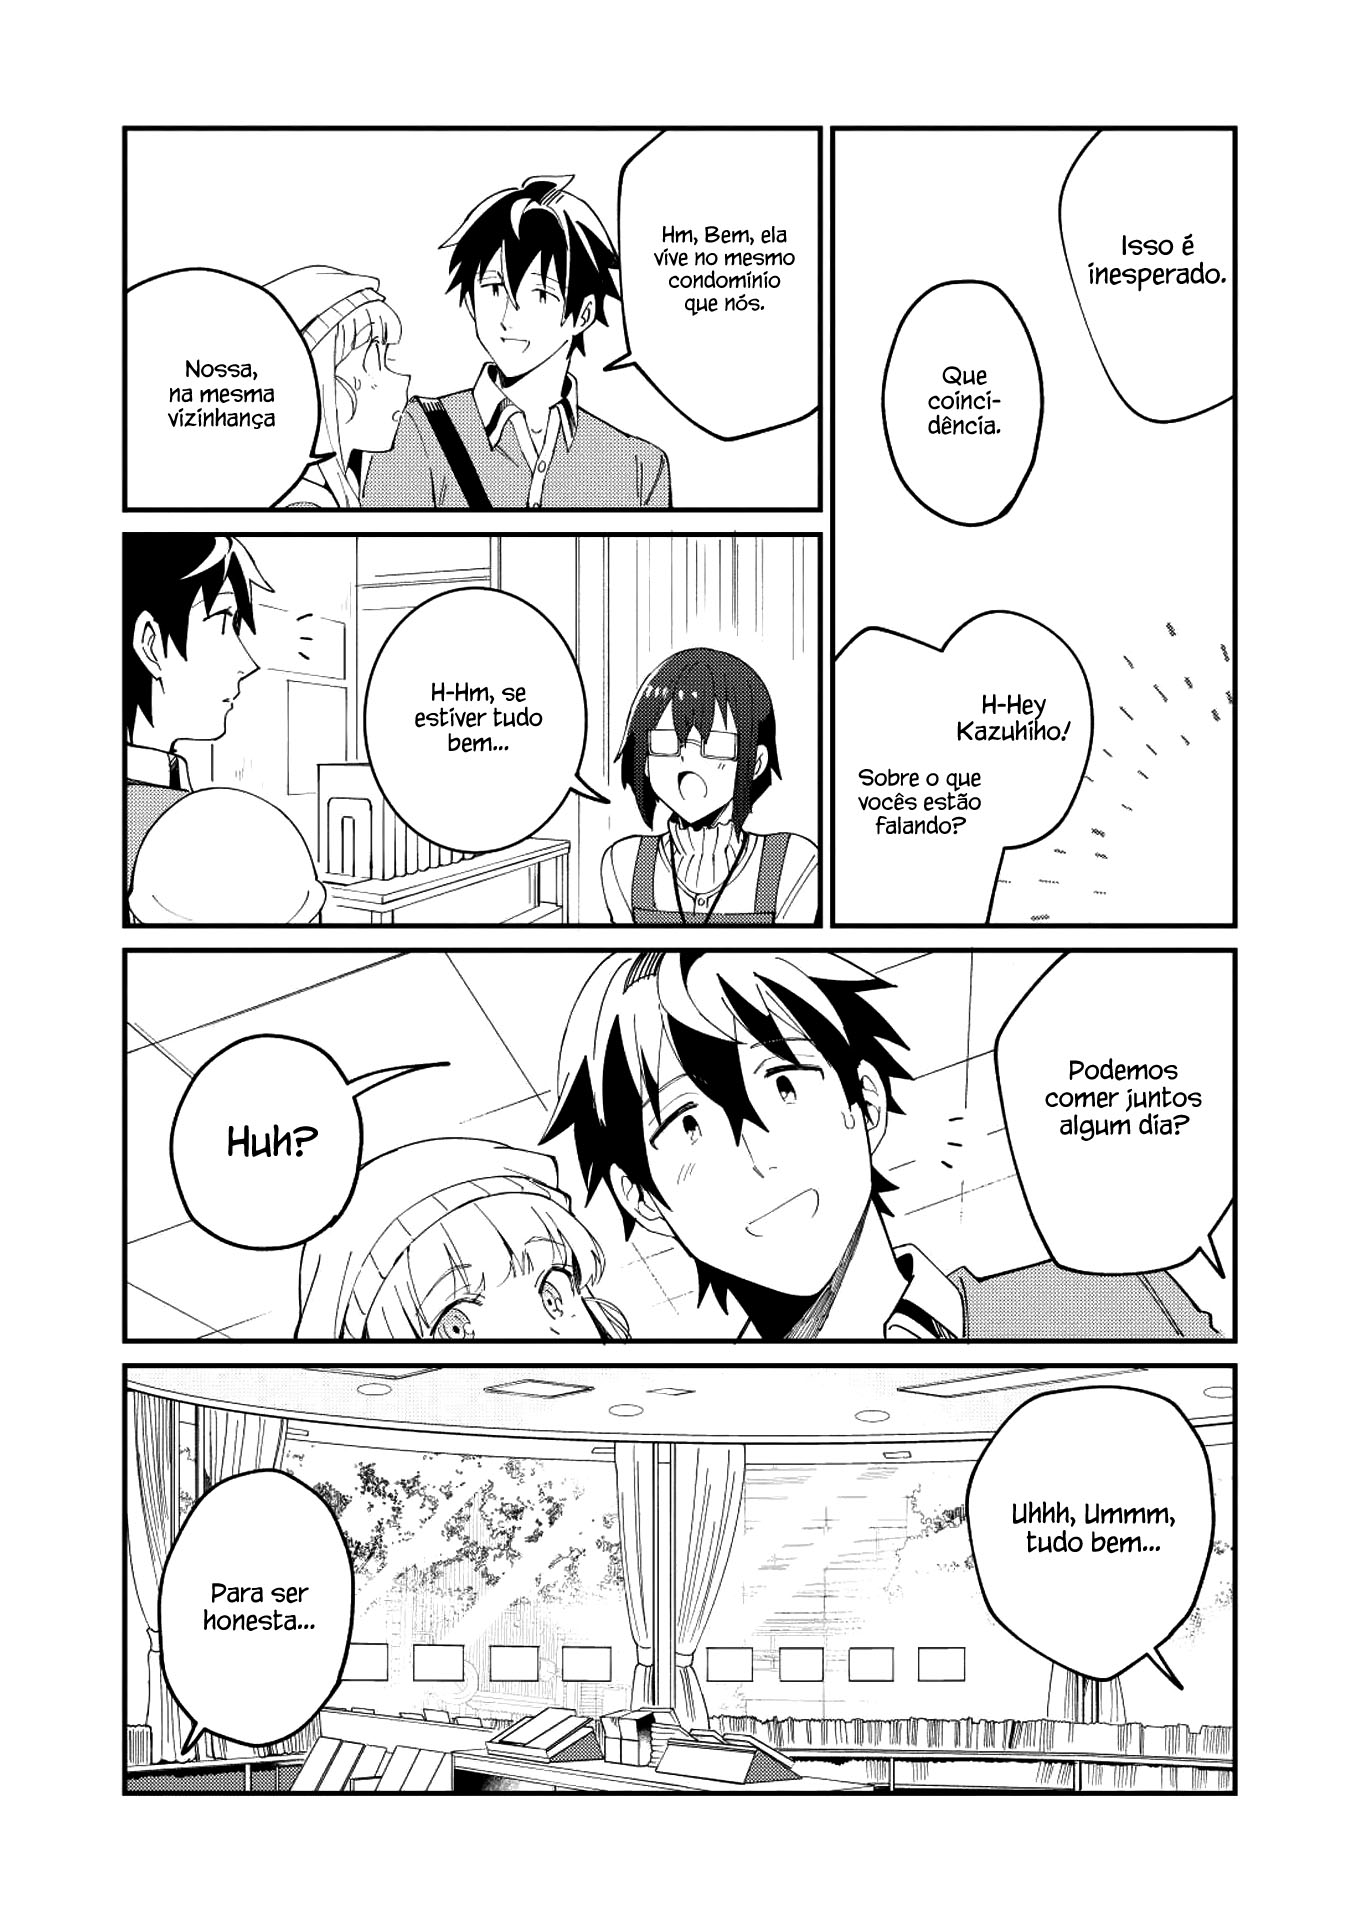 Isso é
inesperado.
Que
coinci-
dência.
H-Hey
Kazuhiho!
Sobre o que
vocês estão
falando?
Hm, Bem, ela
vive no mesmo
condomínio
que nós.
Nossa,
na mesma
vizinhança
H-Hm, se
estiver tudo
bem...
Podemos
comer juntos
algum dia?
Huh?
Uhhh, Ummm,
tudo bem...
Para ser
honesta...